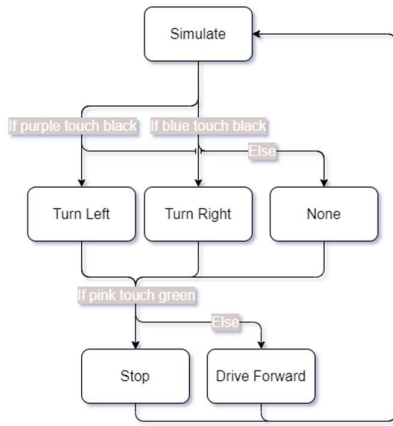 Simulate
If purple touch black
If blue touch black
Else
Turn Left
Turn Right
None
If pink touch green
Else
Stop
Drive Forward